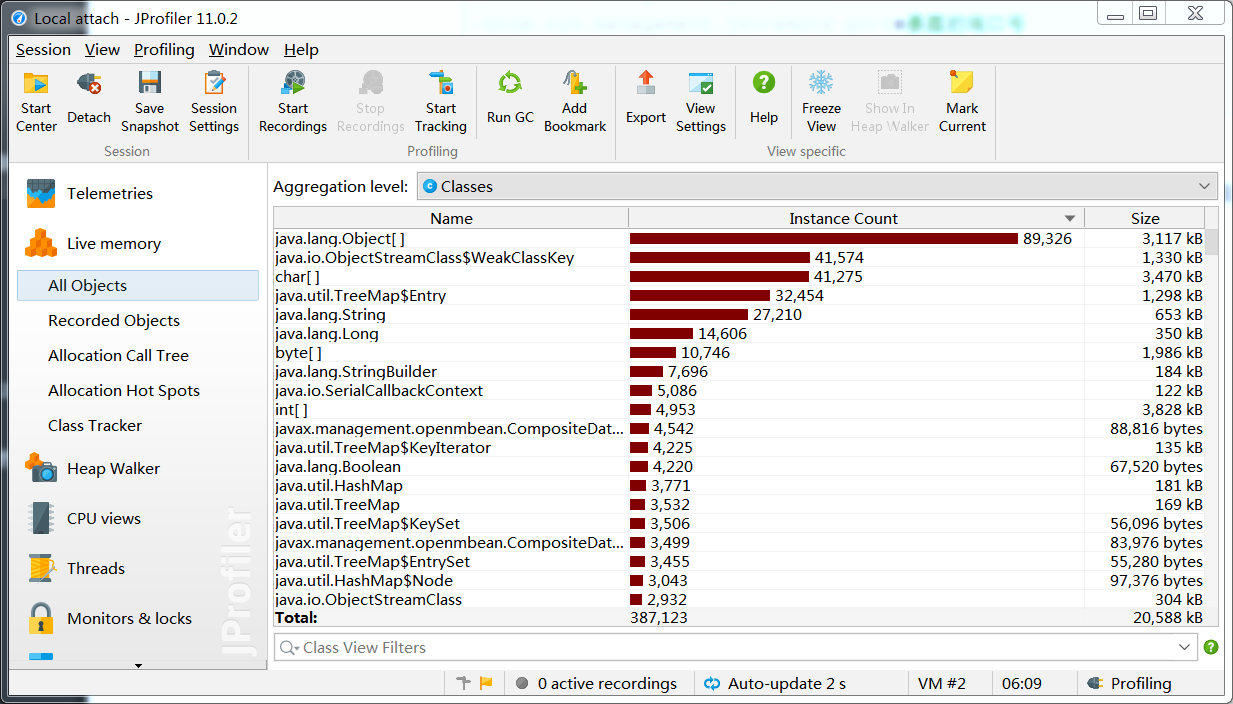 Local attach - JProfiler 11.0.2
Session View Profiling Window Help
Start Center
Detach
Save Snapshot
Session Settings
Start Recordings
Stop Recordings
Start Tracking
Run GC
Add Bookmark
Export
View Settings
Help
Freeze View
Show In Heap Walker
Mark Current
Session
Profiling
View specific
Telemetries
Live memory
All Objects
Recorded Objects
Allocation Call Tree
Allocation Hot Spots
Class Tracker
Heap Walker
CPU views
Threads
Monitors & locks
JProfiler
Aggregation level: Classes
Name Instance Count Size
java.lang.Object[ ] 89,326 3,117 kB
java.io.ObjectStreamClass$WeakClassKey 41,574 1,330 kB
char[ ] 41,275 3,470 kB
java.util.TreeMap$Entry 32,454 1,298 kB
java.lang.String 27,210 653 kB
java.lang.Long 14,606 350 kB
byte[ ] 10,746 1,986 kB
java.lang.StringBuilder 7,696 184 kB
java.io.SerialCallbackContext 5,086 122 kB
int[ ] 4,953 3,828 kB
javax.management.openmbean.CompositeDat... 4,542 88,816 bytes
java.util.TreeMap$KeyIterator 4,225 135 kB
java.lang.Boolean 4,220 67,520 bytes
java.util.HashMap 3,771 181 kB
java.util.TreeMap 3,532 169 kB
java.util.TreeMap$KeySet 3,506 56,096 bytes
javax.management.openmbean.CompositeDat... 3,499 83,976 bytes
java.util.TreeMap$EntrySet 3,455 55,280 bytes
java.util.HashMap$Node 3,043 97,376 bytes
java.io.ObjectStreamClass 2,932 304 kB
Total: 387,123 20,588 kB
Class View Filters
0 active recordings
Auto-update 2 s
VM #2
06:09
Profiling